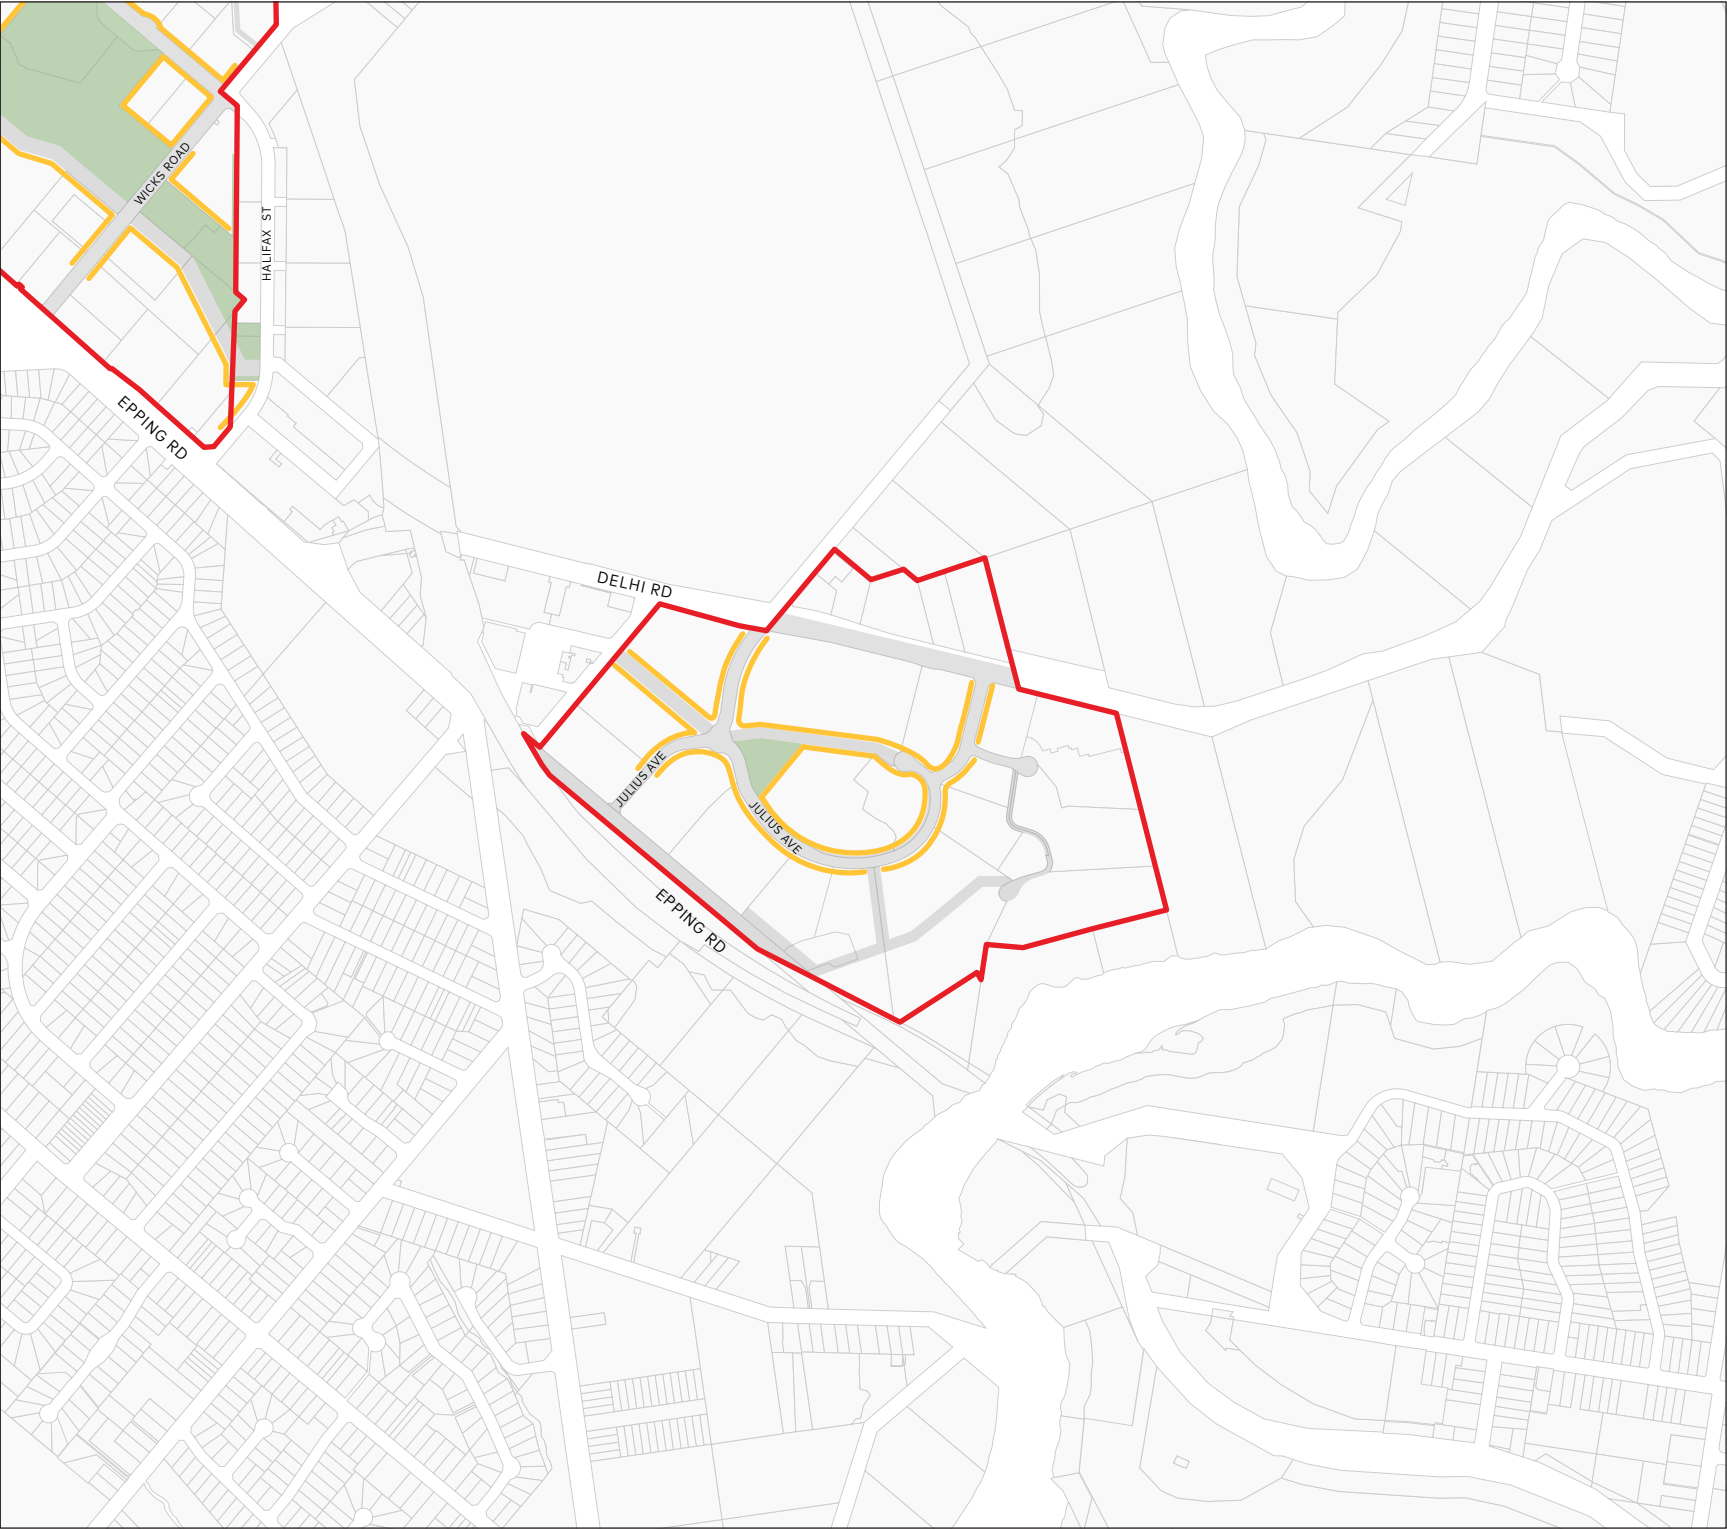 WICKS ROAD
HALIFAX ST
EPPING RD
DELHI RD
JULIUS AVE
JULIUS AVE
EPPING RD